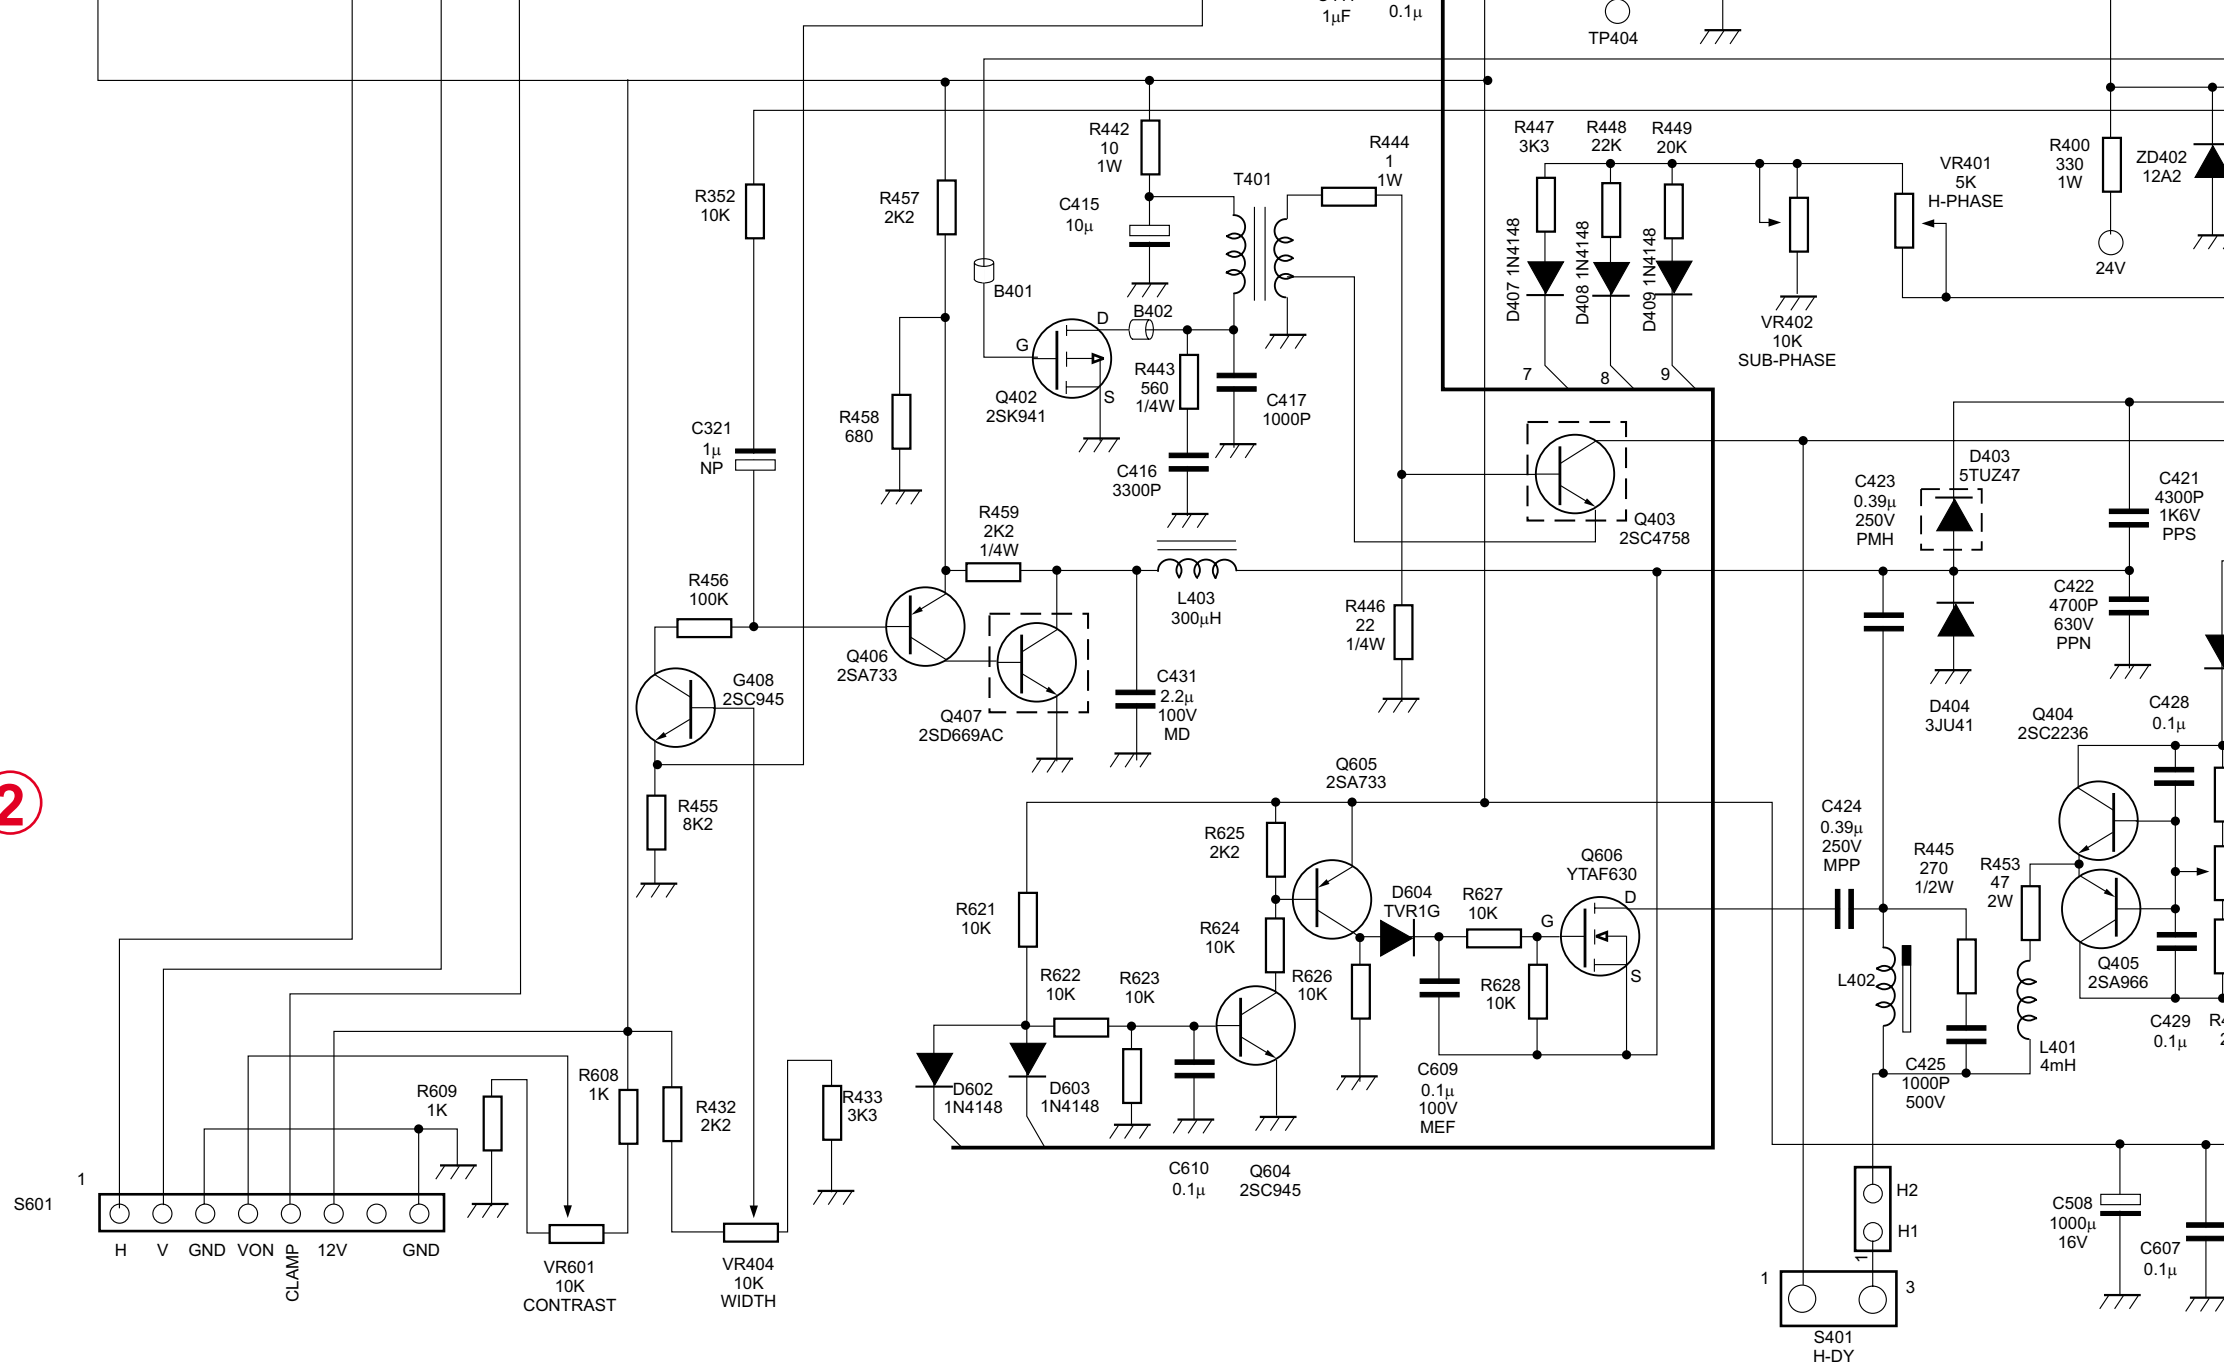 1µF
0.1µ
TP404
R442
10
1W
R444
1
1W
R447
3K3
R448
22K
R449
20K
VR401
5K
H-PHASE
R400
330
1W
ZD402
12A2
24V
R352
10K
R457
2K2
C415
10µ
T401
B401
B402
D407 1N4148
D408 1N4148
D409 1N4148
VR402
10K
SUB-PHASE
G
D
S
Q402
2SK941
R443
560
1/4W
C417
1000P
7
8
9
R458
680
C321
1µ
NP
C416
3300P
Q403
2SC4758
C423
0.39µ
250V
PMH
D403
5TUZ47
C421
4300P
1K6V
PPS
R459
2K2
1/4W
L403
300µH
R456
100K
R446
22
1/4W
C422
4700P
630V
PPN
Q406
2SA733
G408
2SC945
Q407
2SD669AC
C431
2.2µ
100V
MD
D404
3JU41
Q404
2SC2236
C428
0.1µ
2
R455
8K2
Q605
2SA733
R625
2K2
Q606
YTAF630
C424
0.39µ
250V
MPP
R445
270
1/2W
R453
47
2W
R621
10K
R624
10K
D604
TVR1G
R627
10K
G
D
S
R622
10K
R623
10K
R626
10K
R628
10K
L402
Q405
2SA966
C429
0.1µ
L401
4mH
C425
1000P
500V
R609
1K
R608
1K
R432
2K2
R433
3K3
D602
1N4148
D603
1N4148
C609
0.1µ
100V
MEF
C610
0.1µ
Q604
2SC945
1
S601
H
V
GND
VON
CLAMP
12V
GND
VR601
10K
CONTRAST
VR404
10K
WIDTH
H2
H1
1
1
3
S401
H-DY
C508
1000µ
16V
C607
0.1µ